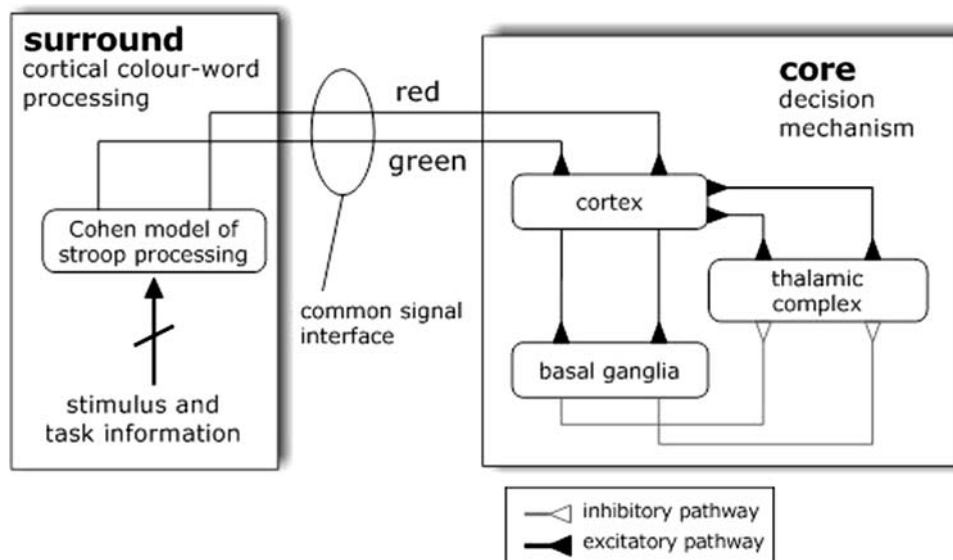 surround
cortical colour-word
processing
red
green
core
decision
mechanism
Cohen model of
stroop processing
common signal
interface
stimulus and
task information
cortex
thalamic
complex
basal ganglia
inhibitory pathway
excitatory pathway